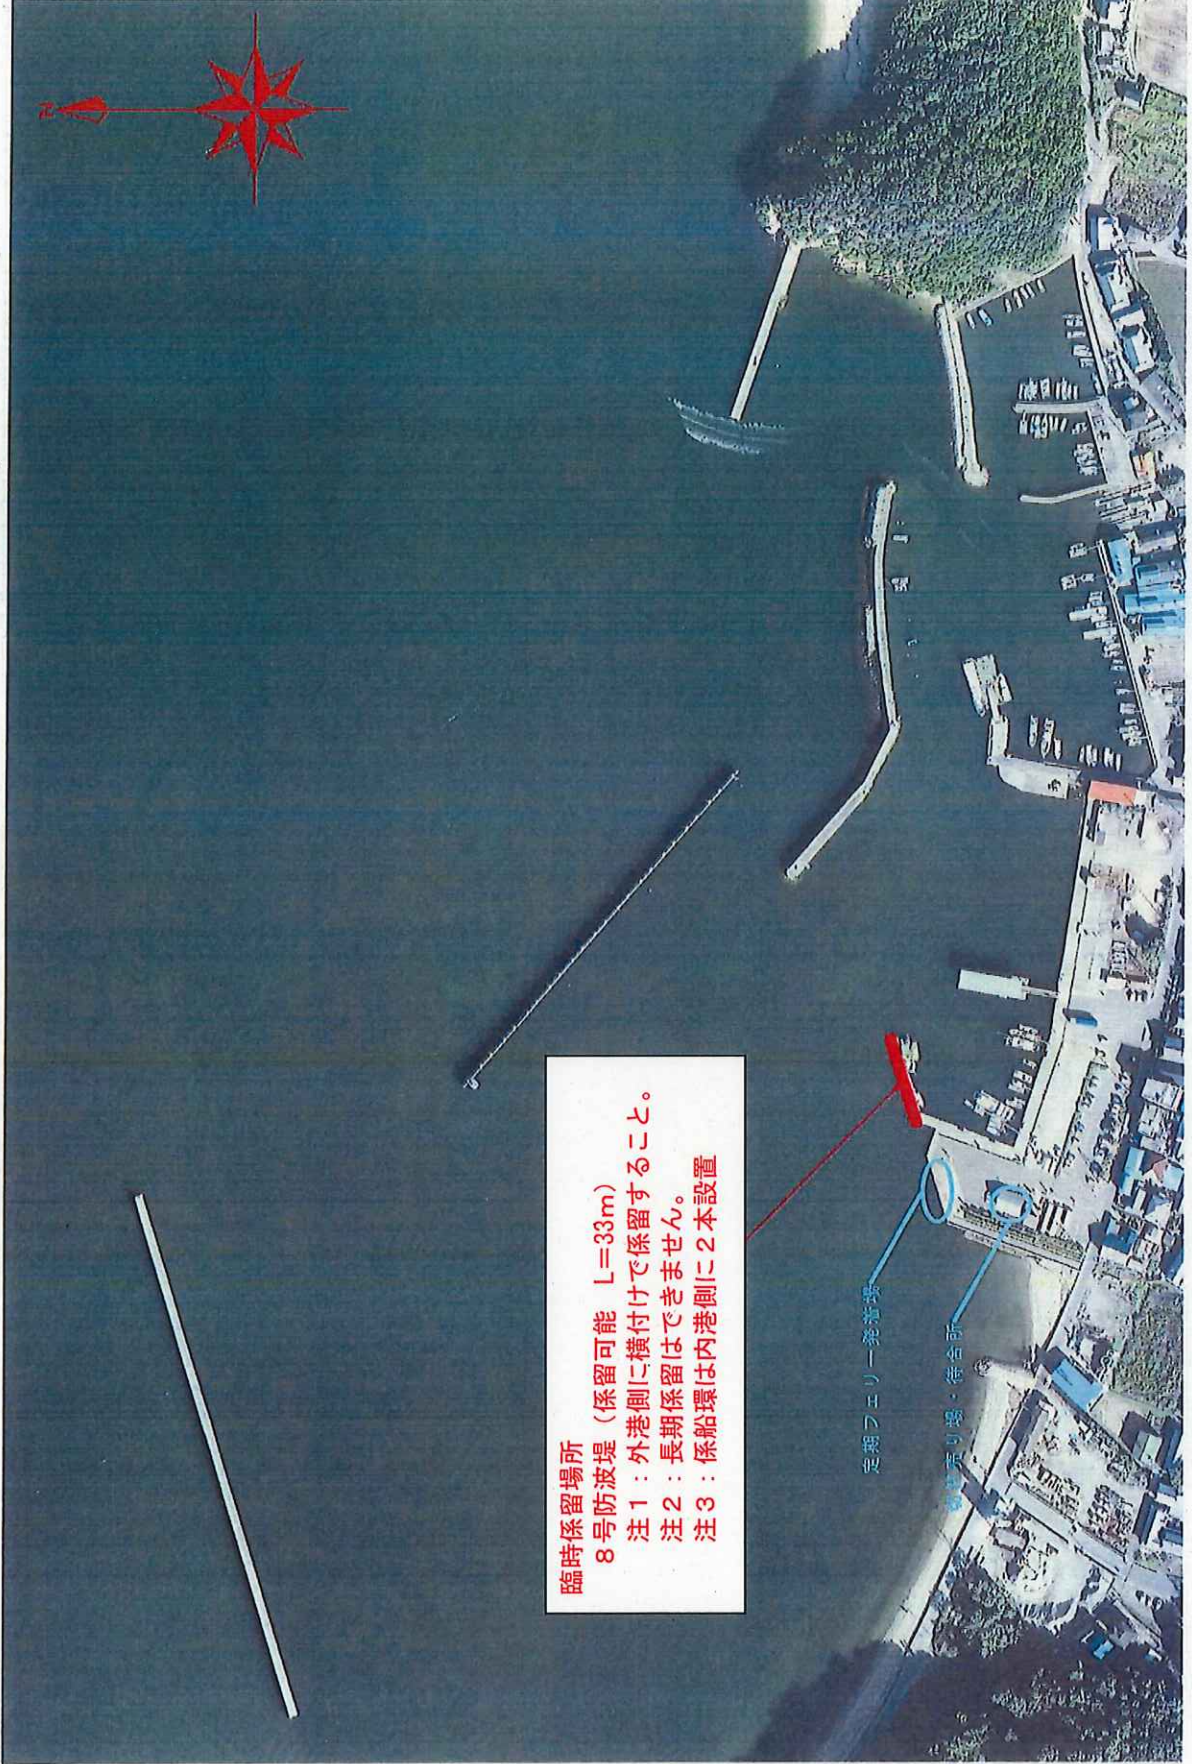 N
臨時係留場所
8号防波堤（係留可能 L=33m）
注1：外港側に横付けで係留すること。
注2：長期係留はできません。
注3：係船環は内港側に2本設置
定期フェリー発着場
売り場・待合所